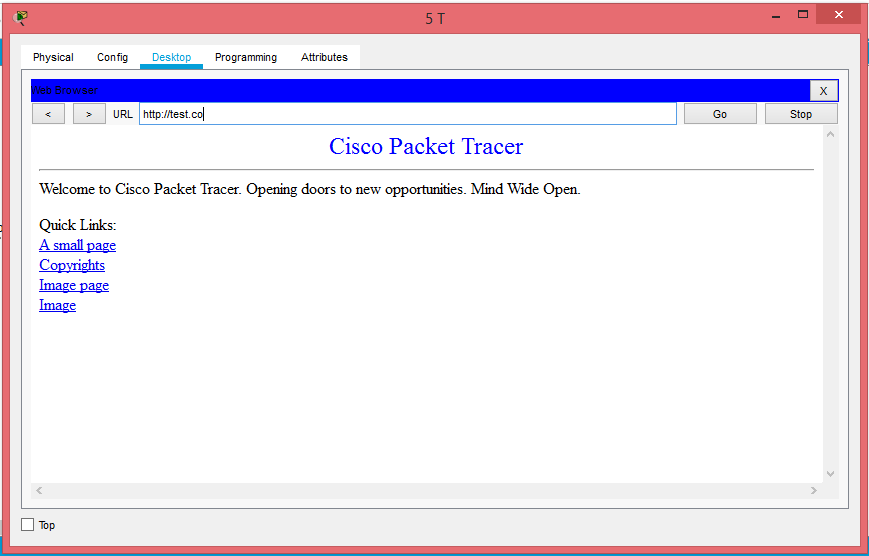 5 T
Physical Config Desktop Programming Attributes
Web Browser X
< > URL http://test.co Go Stop
Cisco Packet Tracer
Welcome to Cisco Packet Tracer. Opening doors to new opportunities. Mind Wide Open.
Quick Links:
A small page
Copyrights
Image page
Image
Top